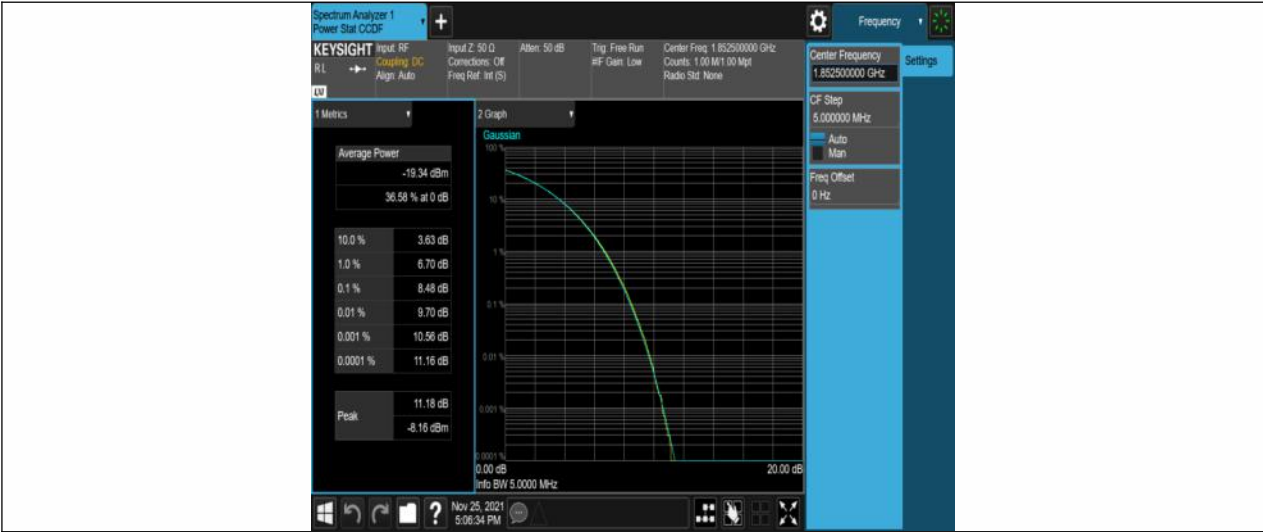 Spectrum Analyzer 1
Power Stat CCDF
+
Frequency
KEYSIGHT
R L
LV
Input: RF
Coupling: DC
Align: Auto
Input Z: 50 Ω
Corrections: Off
Freq Ref: Int (S)
Atten: 50 dB
Trig: Free Run
#IF Gain: Low
Center Freq: 1.852500000 GHz
Counts: 1.00 M/1.00 Mpt
Radio Std: None
Center Frequency
1.852500000 GHz
Settings
CF Step
5.000000 MHz
Auto
Man
Freq Offset
0 Hz
1 Metrics
Average Power
-19.34 dBm
36.58 % at 0 dB
10.0 % 3.63 dB
1.0 % 6.70 dB
0.1 % 8.48 dB
0.01 % 9.70 dB
0.001 % 10.56 dB
0.0001 % 11.16 dB
Peak
11.18 dB
-8.16 dBm
2 Graph
Gaussian
100 %
10 %
1 %
0.1 %
0.01 %
0.001 %
0.0001 %
0.00 dB 20.00 dB
Info BW 5.0000 MHz
?
Nov 25, 2021
5:06:34 PM